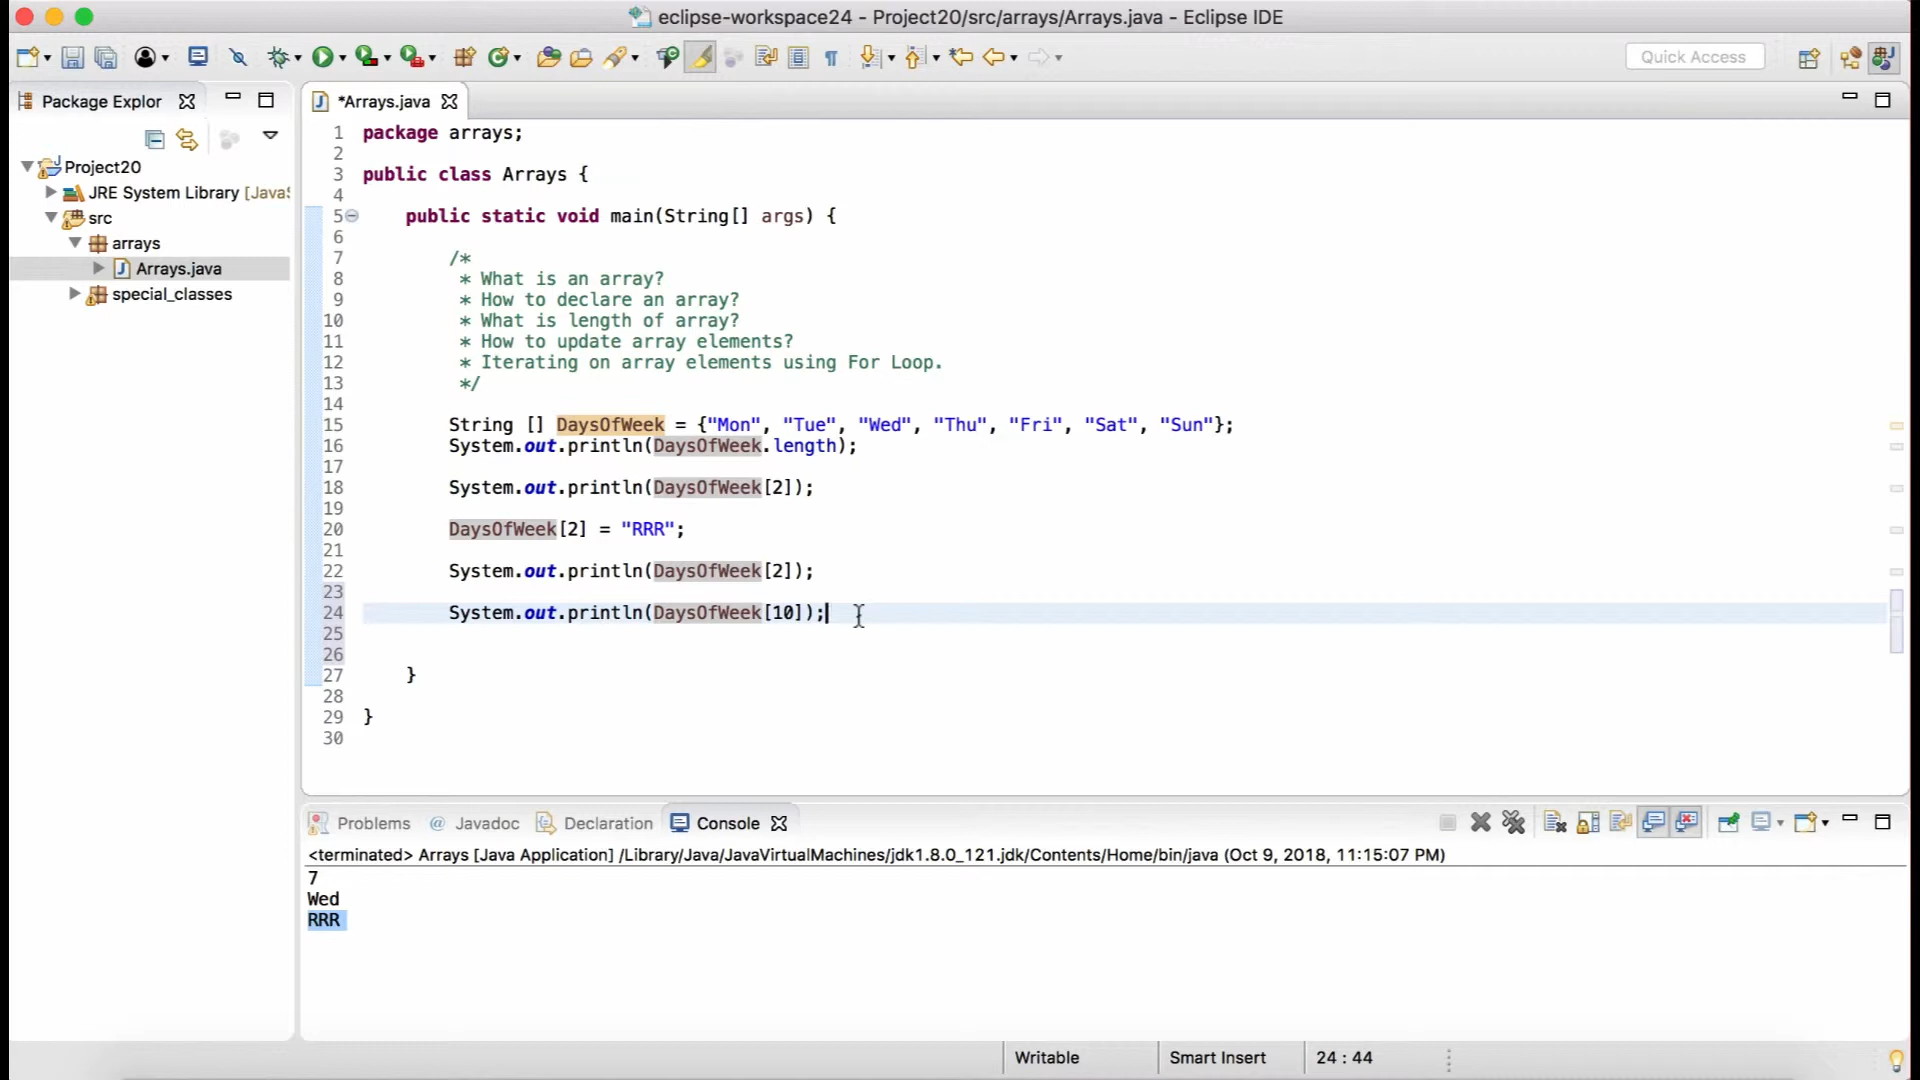 eclipse-workspace24 - Project20/src/arrays/Arrays.java - Eclipse IDE
Quick Access
Package Explor
*Arrays.java
Project20
JRE System Library [JavaS
src
arrays
Arrays.java
special_classes
1 package arrays;
2
3 public class Arrays {
4
5 public static void main(String[] args) {
6
7 /*
8 * What is an array?
9 * How to declare an array?
10 * What is length of array?
11 * How to update array elements?
12 * Iterating on array elements using For Loop.
13 */
14
15 String [] DaysOfWeek = {"Mon", "Tue", "Wed", "Thu", "Fri", "Sat", "Sun"};
16 System.out.println(DaysOfWeek.length);
17
18 System.out.println(DaysOfWeek[2]);
19
20 DaysOfWeek[2] = "RRR";
21
22 System.out.println(DaysOfWeek[2]);
23
24 System.out.println(DaysOfWeek[10]);
25
26
27 }
28
29 }
30
Problems @ Javadoc Declaration Console
<terminated> Arrays [Java Application] /Library/Java/JavaVirtualMachines/jdk1.8.0_121.jdk/Contents/Home/bin/java (Oct 9, 2018, 11:15:07 PM)
7
Wed
RRR
Writable Smart Insert 24 : 44